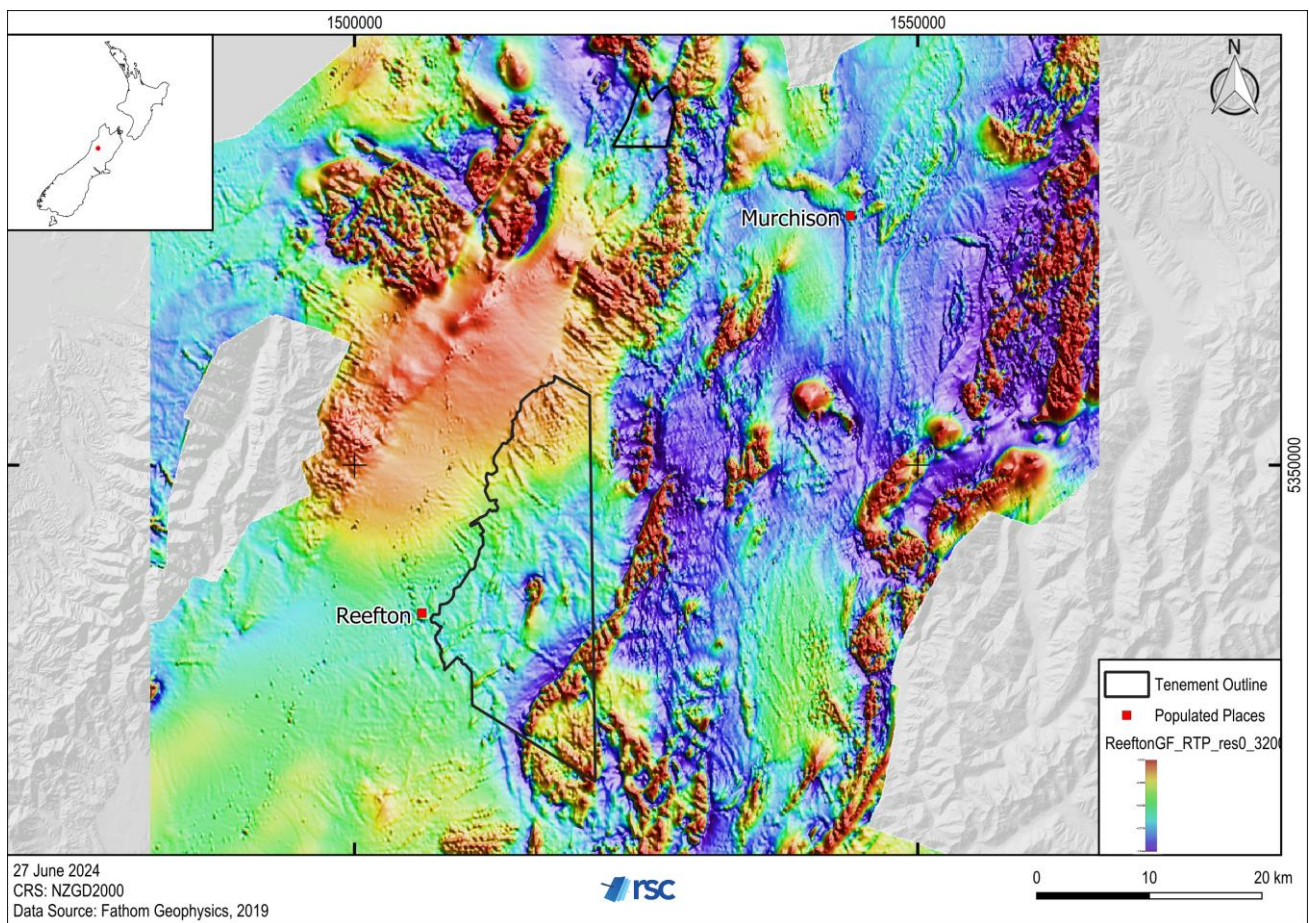 1500000
1550000
N
Murchison
5350000
Reefton
Tenement Outline
Populated Places
ReeftonGF_RTP_res0_320
27 June 2024
CRS: NZGD2000
Data Source: Fathom Geophysics, 2019
rsc
0 10 20 km